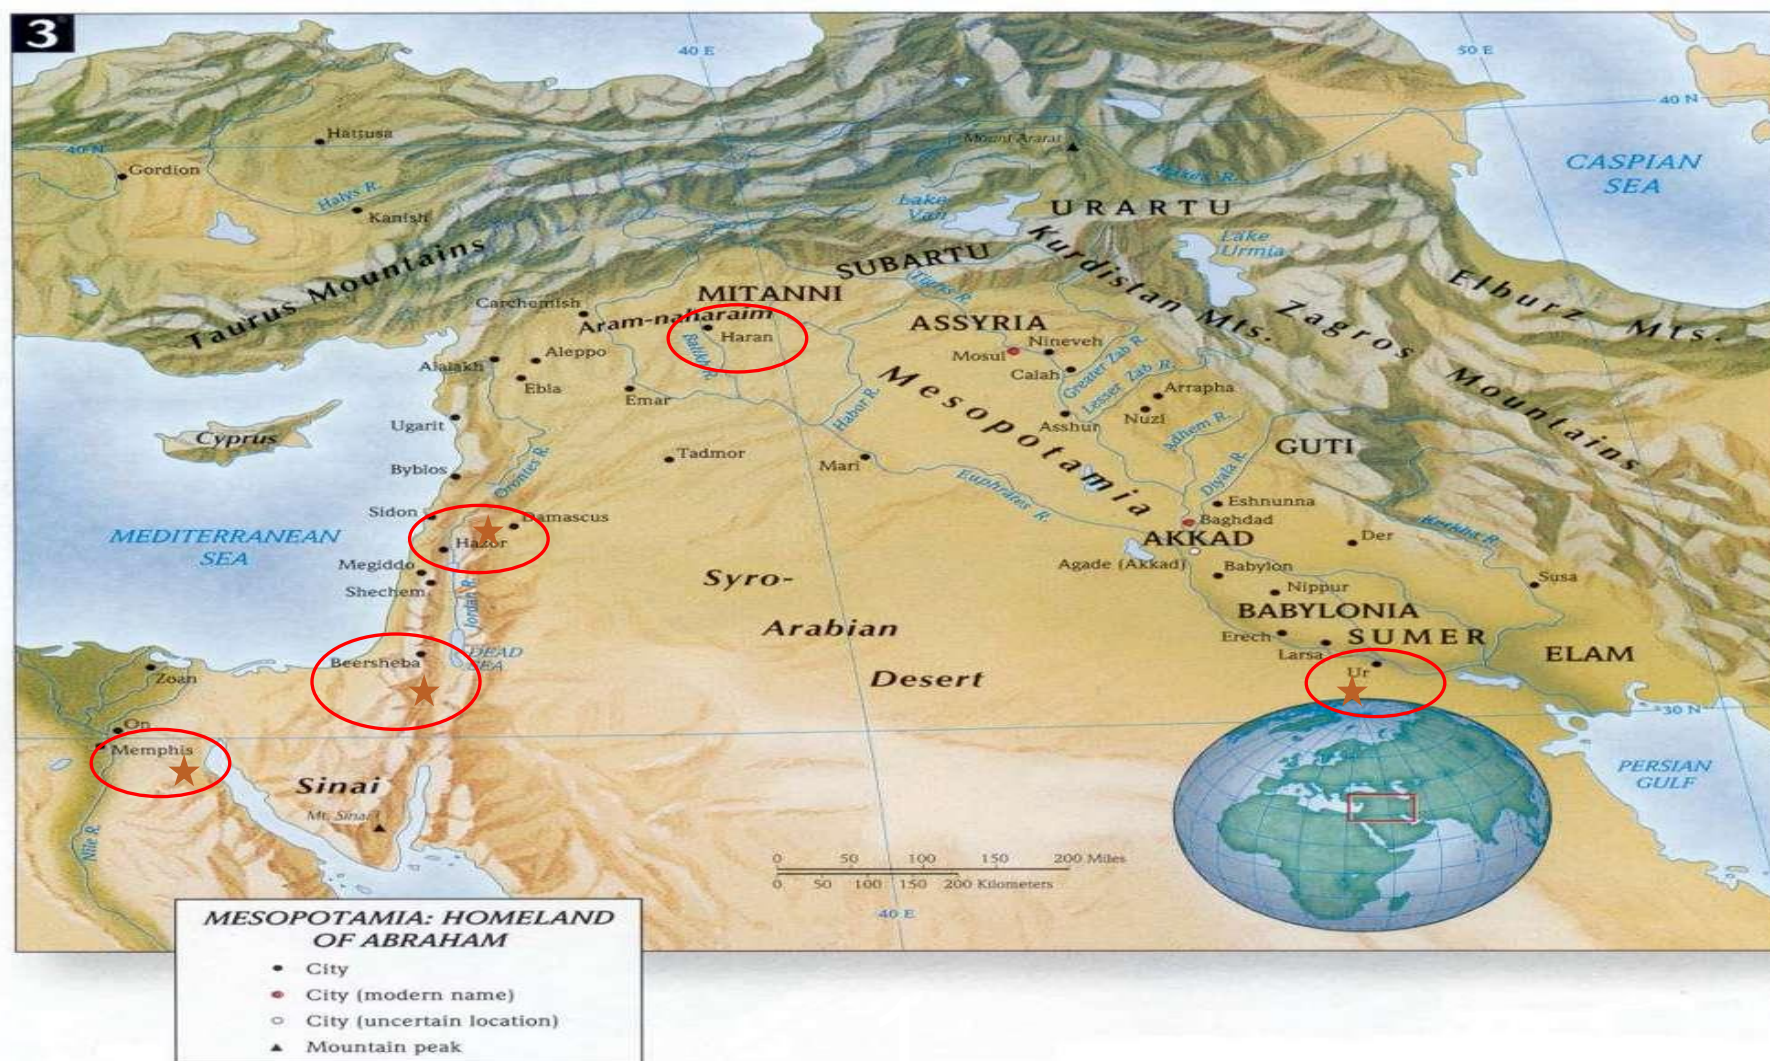 3
40 E
50 E
40 N
Hattusa
40 N
Gordion
Mount Ararat
Arakes R.
CASPIAN
SEA
Halys R.
Kanish
Lake
Van
URARTU
Lake
Urmia
Taurus Mountains
SUBARTU
Kurdistan Mts.
Elburz Mts.
Zagros Mountains
Tigris R.
MITANNI
Carchemish
Aram-naharaim
Haran
ASSYRIA
Mosul
Nineveh
Balikh R.
Calah
Greater Zab R.
Lesser Zab R.
Alalakh
Aleppo
Ebla
Emar
Habor R.
Mesopotamia
Arrapha
Nuzi
Asshur
Adhem R.
Ugarit
Cyprus
GUTI
Orontes R.
Tadmor
Mari
Byblos
Euphrates R.
Diyala R.
Eshnunna
Sidon
Damascus
Baghdad
Kerkha R.
MEDITERRANEAN
SEA
Hazor
AKKAD
Der
Megiddo
Agade (Akkad)
Babylon
Shechem
Jordan R.
Syro-
Arabian
Desert
Nippur
Susa
BABYLONIA
Erech
SUMER
Larsa
ELAM
Beersheba
DEAD
SEA
Ur
Zoan
On
30 N
Memphis
Sinai
Mt. Sinai
Nile R.
PERSIAN
GULF
0 50 100 150 200 Miles
0 50 100 150 200 Kilometers
40 E
MESOPOTAMIA: HOMELAND
OF ABRAHAM
City
City (modern name)
City (uncertain location)
Mountain peak